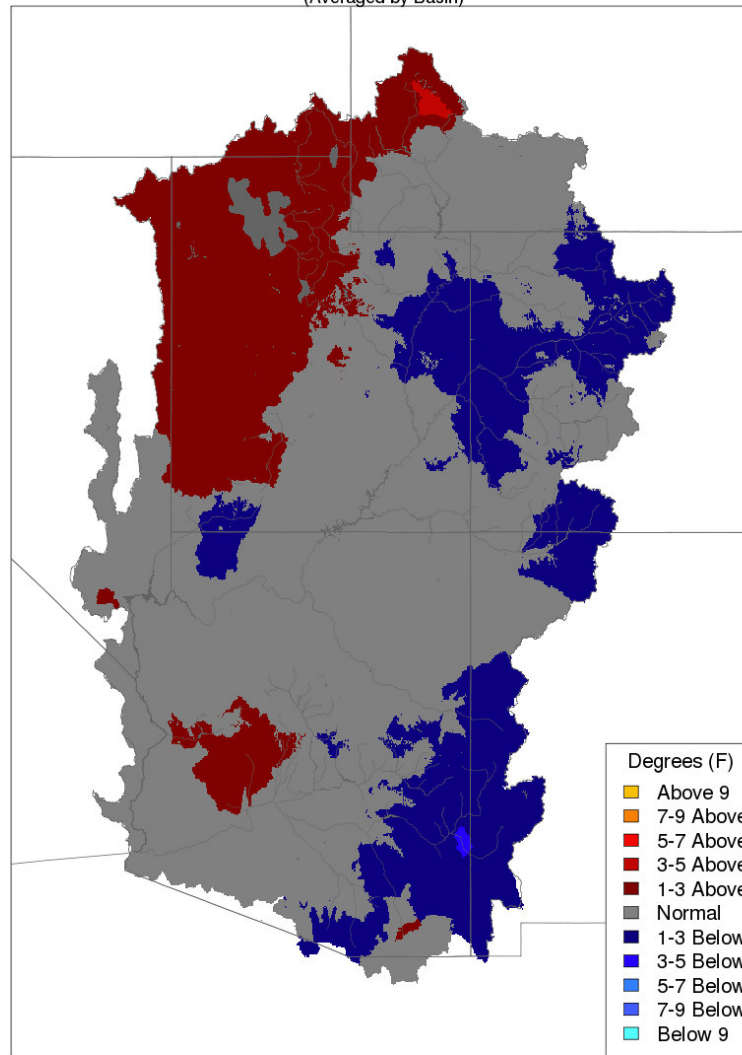 (Averaged by Basin)
Degrees (F)
Above 9
7-9 Above
5-7 Above
3-5 Above
1-3 Above
Normal
1-3 Below
3-5 Below
5-7 Below
7-9 Below
Below 9